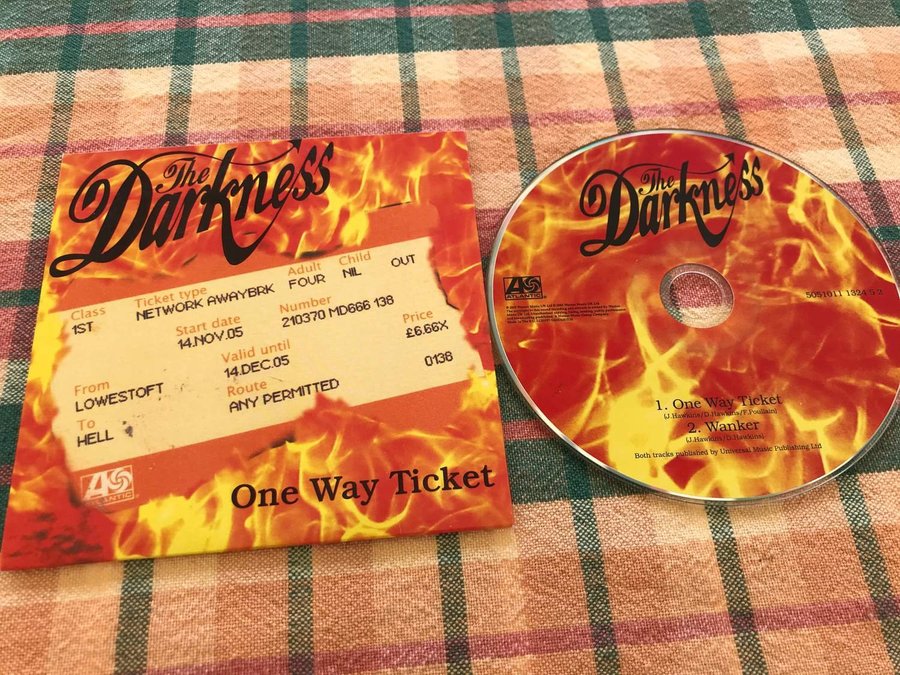 The Darkness
Class Ticket type Adult Child
1ST NETWORK AWAYBRK FOUR NIL OUT
Start date Number
14.NOV.05 210370 MD666 138
Valid until Price
14.DEC.05 £6.66X
From Route 0138
LOWESTOFT ANY PERMITTED
To
HELL
ATLANTIC
One Way Ticket
The Darkness
ATLANTIC
5051011 1324 5 2
1. One Way Ticket
(J.Hawkins/D.Hawkins/F.Poullain)
2. Wanker
(J.Hawkins/D.Hawkins)
Both tracks published by Universal Music Publishing Ltd